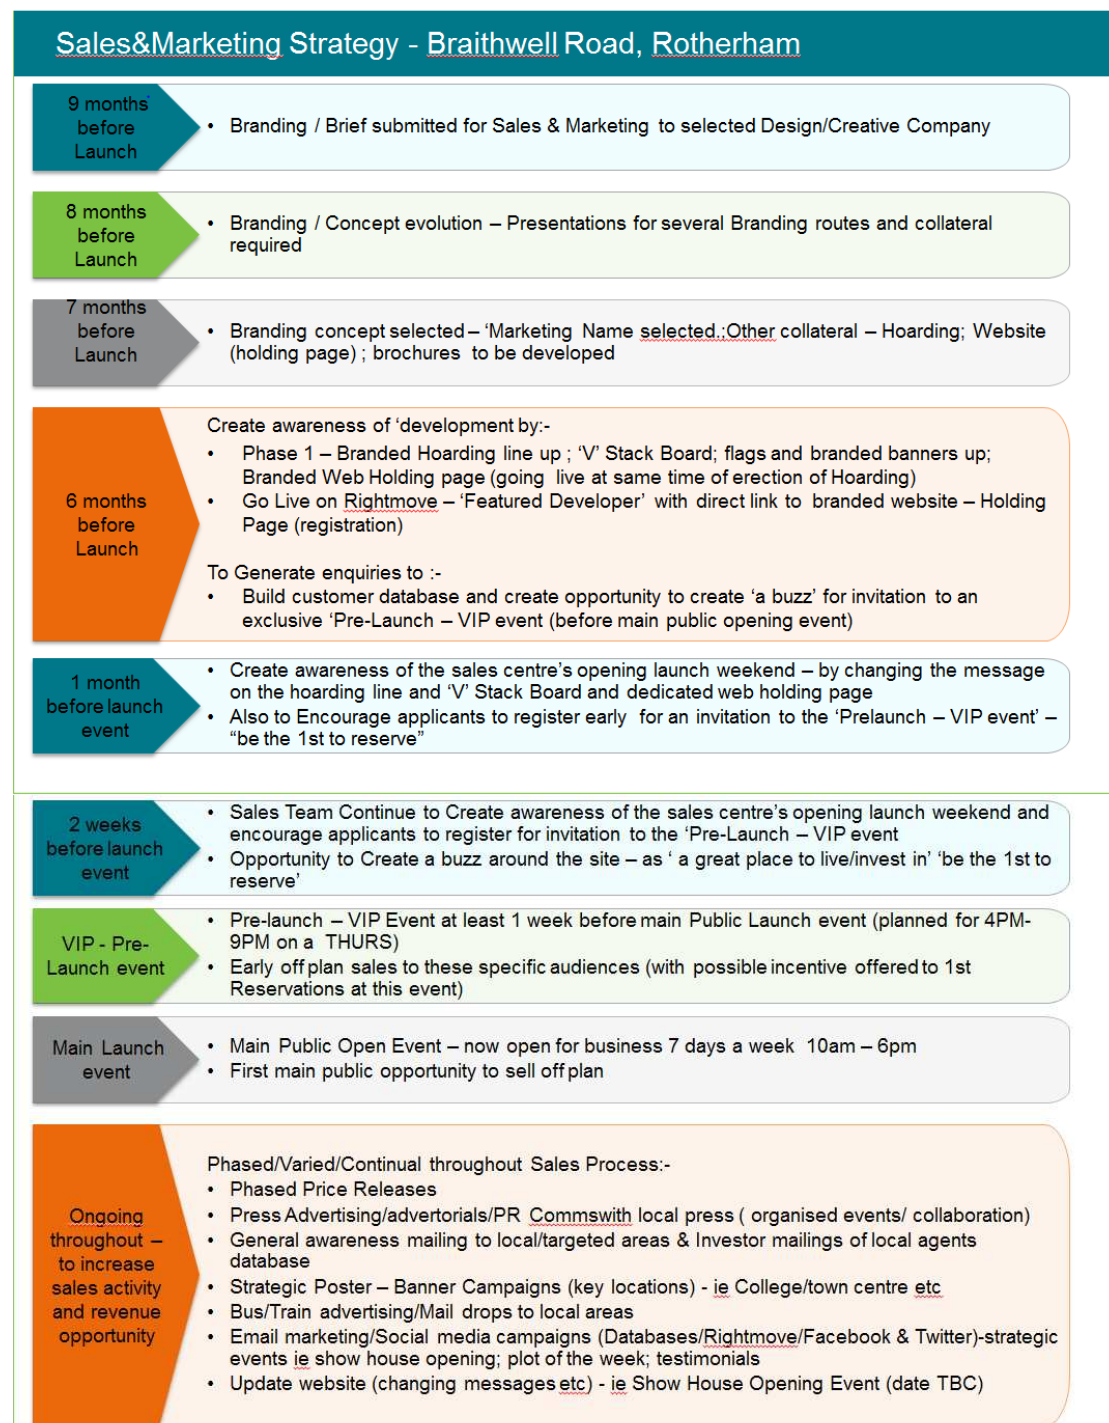 Sales&Marketing Strategy - Braithwell Road, Rotherham
9 months
before
Launch
• Branding / Brief submitted for Sales & Marketing to selected Design/Creative Company
8 months
before
Launch
• Branding / Concept evolution – Presentations for several Branding routes and collateral
required
7 months
before
Launch
• Branding concept selected – ‘Marketing Name selected.;Other collateral – Hoarding; Website
(holding page) ; brochures to be developed
6 months
before
Launch
Create awareness of ‘development by:-
• Phase 1 – Branded Hoarding line up ; ‘V’ Stack Board; flags and branded banners up;
Branded Web Holding page (going live at same time of erection of Hoarding)
• Go Live on Rightmove – ‘Featured Developer’ with direct link to branded website – Holding
Page (registration)
To Generate enquiries to :-
• Build customer database and create opportunity to create ‘a buzz’ for invitation to an
exclusive ‘Pre-Launch – VIP event (before main public opening event)
1 month
before launch
event
• Create awareness of the sales centre’s opening launch weekend – by changing the message
on the hoarding line and ‘V’ Stack Board and dedicated web holding page
• Also to Encourage applicants to register early for an invitation to the ‘Prelaunch – VIP event’ –
“be the 1st to reserve”
2 weeks
before launch
event
• Sales Team Continue to Create awareness of the sales centre’s opening launch weekend and
encourage applicants to register for invitation to the ‘Pre-Launch – VIP event
• Opportunity to Create a buzz around the site – as ‘ a great place to live/invest in’ ‘be the 1st to
reserve’
VIP - Pre-
Launch event
• Pre-launch – VIP Event at least 1 week before main Public Launch event (planned for 4PM-
9PM on a THURS)
• Early off plan sales to these specific audiences (with possible incentive offered to 1st
Reservations at this event)
Main Launch
event
• Main Public Open Event – now open for business 7 days a week 10am – 6pm
• First main public opportunity to sell off plan
Ongoing
throughout –
to increase
sales activity
and revenue
opportunity
Phased/Varied/Continual throughout Sales Process:-
• Phased Price Releases
• Press Advertising/advertorials/PR Commswith local press ( organised events/ collaboration)
• General awareness mailing to local/targeted areas & Investor mailings of local agents
database
• Strategic Poster – Banner Campaigns (key locations) - ie College/town centre etc
• Bus/Train advertising/Mail drops to local areas
• Email marketing/Social media campaigns (Databases/Rightmove/Facebook & Twitter)-strategic
events ie show house opening; plot of the week; testimonials
• Update website (changing messages etc) - ie Show House Opening Event (date TBC)